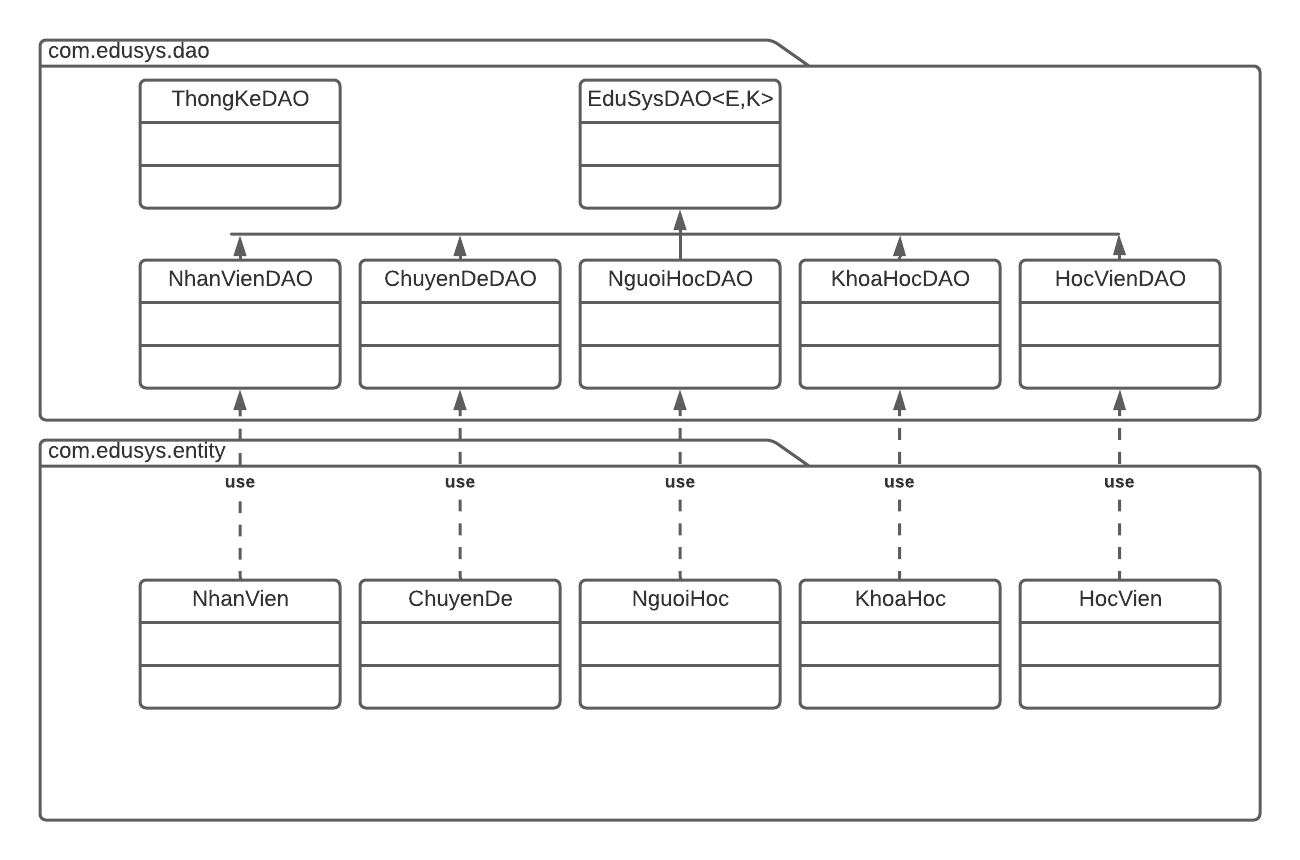 com.edusys.dao
ThongKeDAO
EduSysDAO<E,K>
NhanVienDAO
ChuyenDeDAO
NguoiHocDAO
KhoaHocDAO
HocVienDAO
com.edusys.entity
use
use
use
use
use
NhanVien
ChuyenDe
NguoiHoc
KhoaHoc
HocVien